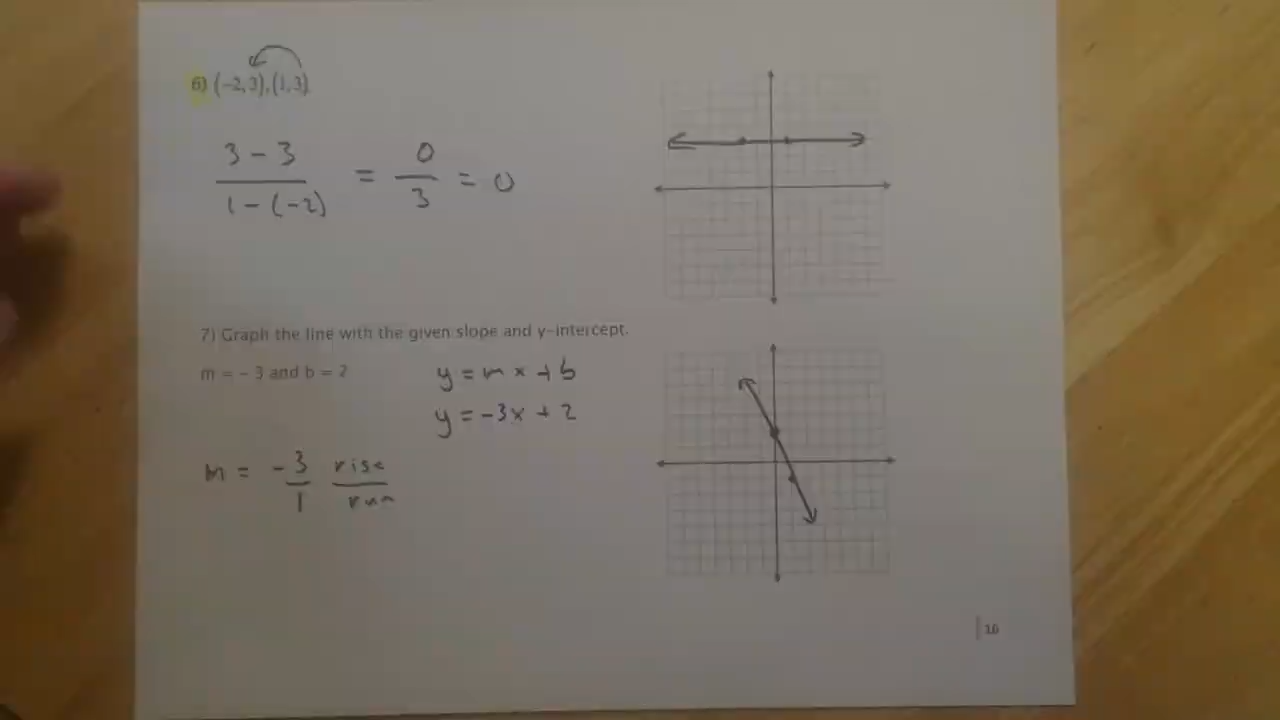 6) (-2, 3), (1, 3)
3 - 3
1 - (-2)
=
0
3
= 0
7) Graph the line with the given slope and y-intercept.
m = - 3 and b = 2
y = mx + b
y = -3x + 2
m = -3 rise
1 run
16